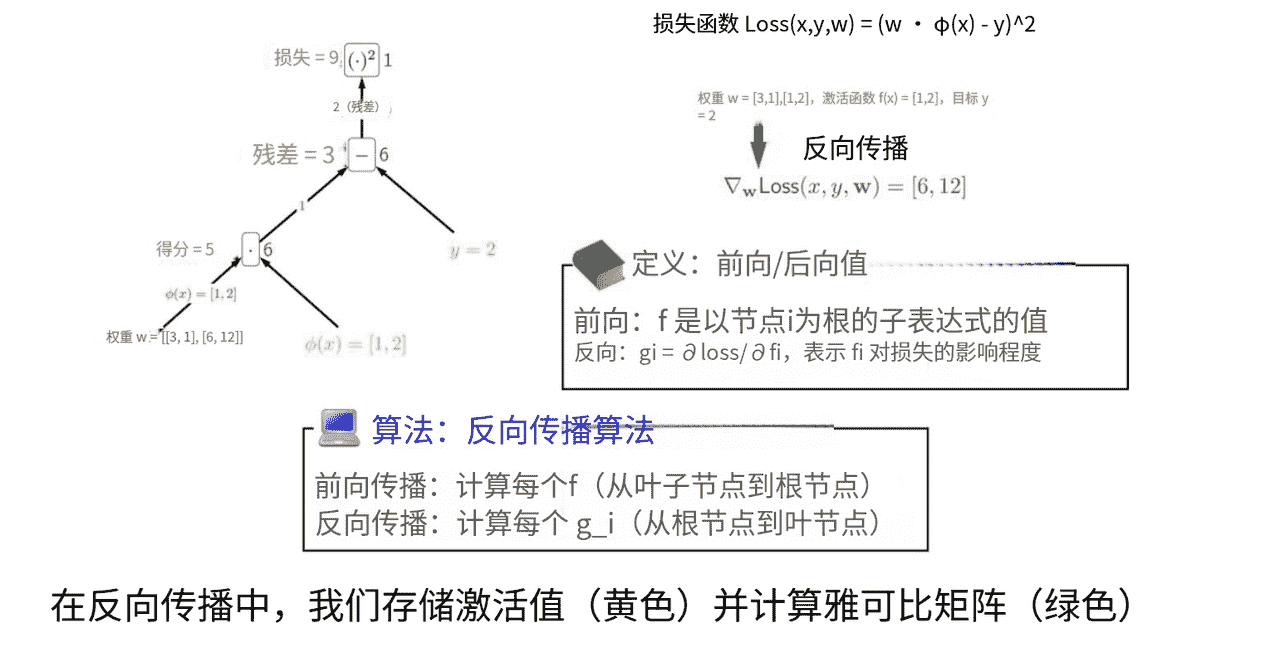 损失函数 Loss(x,y,w) = (w · φ(x) - y)^2
损失 = 9
(·)² 1
2（残差）
残差 = 3
− 6
1
得分 = 5
· 6
y = 2
ϕ(x) = [1, 2]
权重 w = [[3, 1], [6, 12]]
ϕ(x) = [1, 2]
权重 w = [3,1],[1,2]，激活函数 f(x) = [1,2]，目标 y
= 2
反向传播
∇wLoss(x, y, w) = [6, 12]
定义：前向/后向值
前向：f 是以节点i为根的子表达式的值
反向：gi = ∂loss/∂fi，表示 fi 对损失的影响程度
算法：反向传播算法
前向传播：计算每个f（从叶子节点到根节点）
反向传播：计算每个 g_i（从根节点到叶节点）
在反向传播中，我们存储激活值（黄色）并计算雅可比矩阵（绿色）